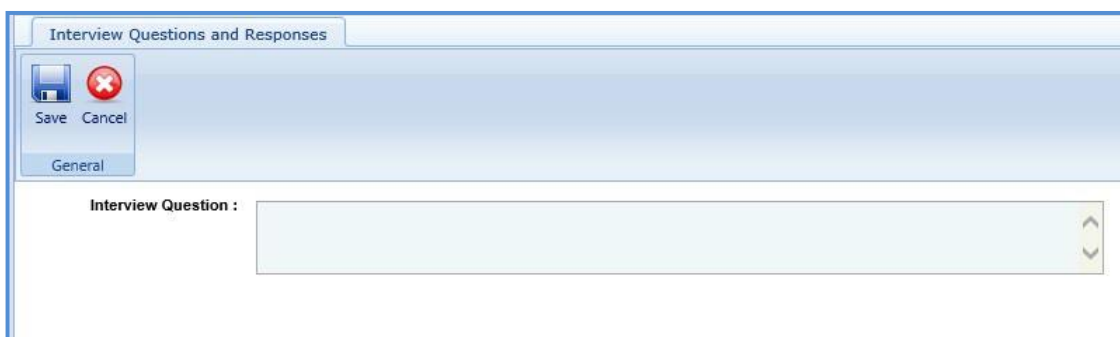 Interview Questions and Responses
Save Cancel
General
Interview Question :